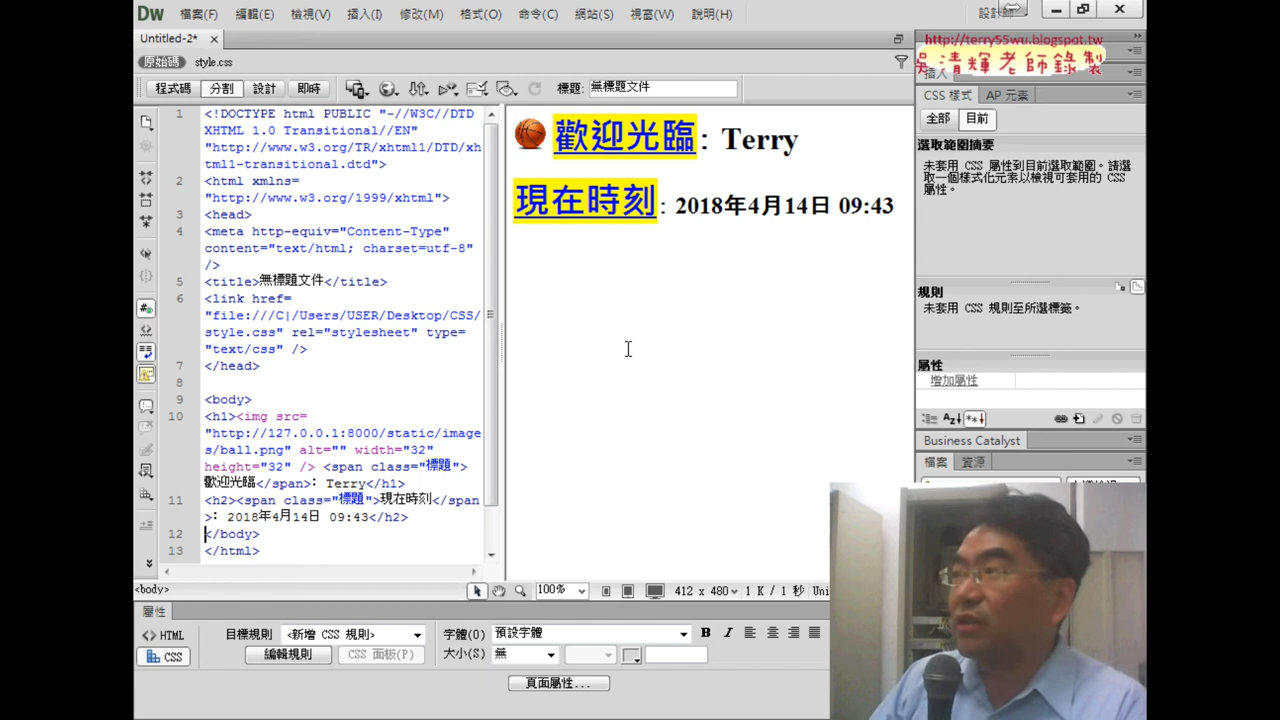 Dw 檔案(F) 編輯(E) 檢視(V) 插入(I) 修改(M) 格式(O) 命令(C) 網站(S) 視窗(W) 說明(H)
Untitled-2* ×
原始碼 style.css
程式碼 分割 設計 即時 標題: 無標題文件
http://terry55wu.blogspot.tw
吳清輝老師錄製
插入
CSS 樣式 AP 元素
全部 目前
選取範圍摘要
未套用 CSS 屬性到目前選取範圍。請選
取一個樣式化元素以檢視可套用的 CSS
屬性。
規則
未套用 CSS 規則至所選標籤。
屬性
增加屬性
Business Catalyst
檔案 資源
1 <!DOCTYPE html PUBLIC "-//W3C//DTD
XHTML 1.0 Transitional//EN"
"http://www.w3.org/TR/xhtml1/DTD/xh
tml1-transitional.dtd">
2 <html xmlns=
"http://www.w3.org/1999/xhtml">
3 <head>
4 <meta http-equiv="Content-Type"
content="text/html; charset=utf-8"
/>
5 <title>無標題文件</title>
6 <link href=
"file:///C|/Users/USER/Desktop/CSS/
style.css" rel="stylesheet" type=
"text/css" />
7 </head>
8
9 <body>
10 <h1><img src=
"http://127.0.0.1:8000/static/image
s/ball.png" alt="" width="32"
height="32" /> <span class="標題">
歡迎光臨</span>: Terry</h1>
11 <h2><span class="標題">現在時刻</span
>: 2018年4月14日 09:43</h2>
12 </body>
13 </html>
歡迎光臨: Terry
現在時刻: 2018年4月14日 09:43
<body> 100% 412 x 480 1 K / 1 秒 Uni
屬性
<> HTML 目標規則 <新增 CSS 規則> 字體(O) 預設字體 B I
CSS 編輯規則 CSS 面板(P) 大小(S) 無
頁面屬性...